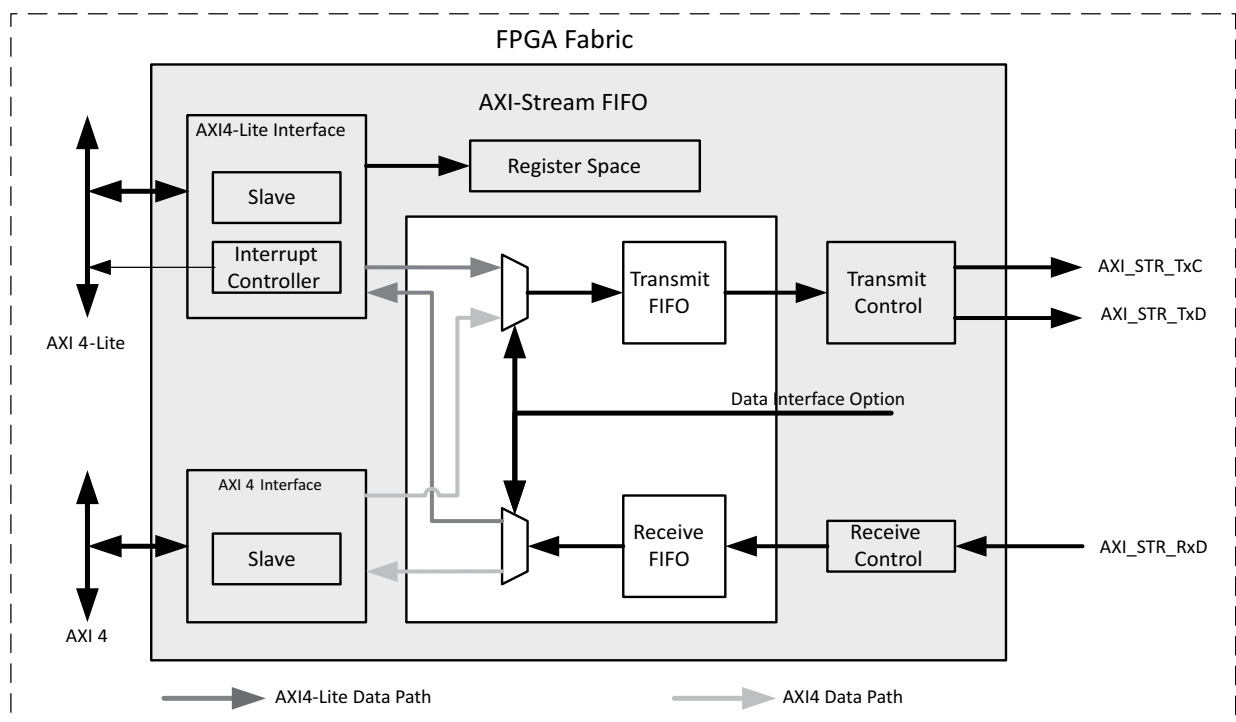 FPGA Fabric
AXI-Stream FIFO
AXI4-Lite Interface
Slave
Interrupt
Controller
Register Space
AXI 4-Lite
Transmit
FIFO
Transmit
Control
AXI_STR_TxC
AXI_STR_TxD
Data Interface Option
AXI 4 Interface
Slave
AXI 4
Receive
FIFO
Receive
Control
AXI_STR_RxD
AXI4-Lite Data Path
AXI4 Data Path